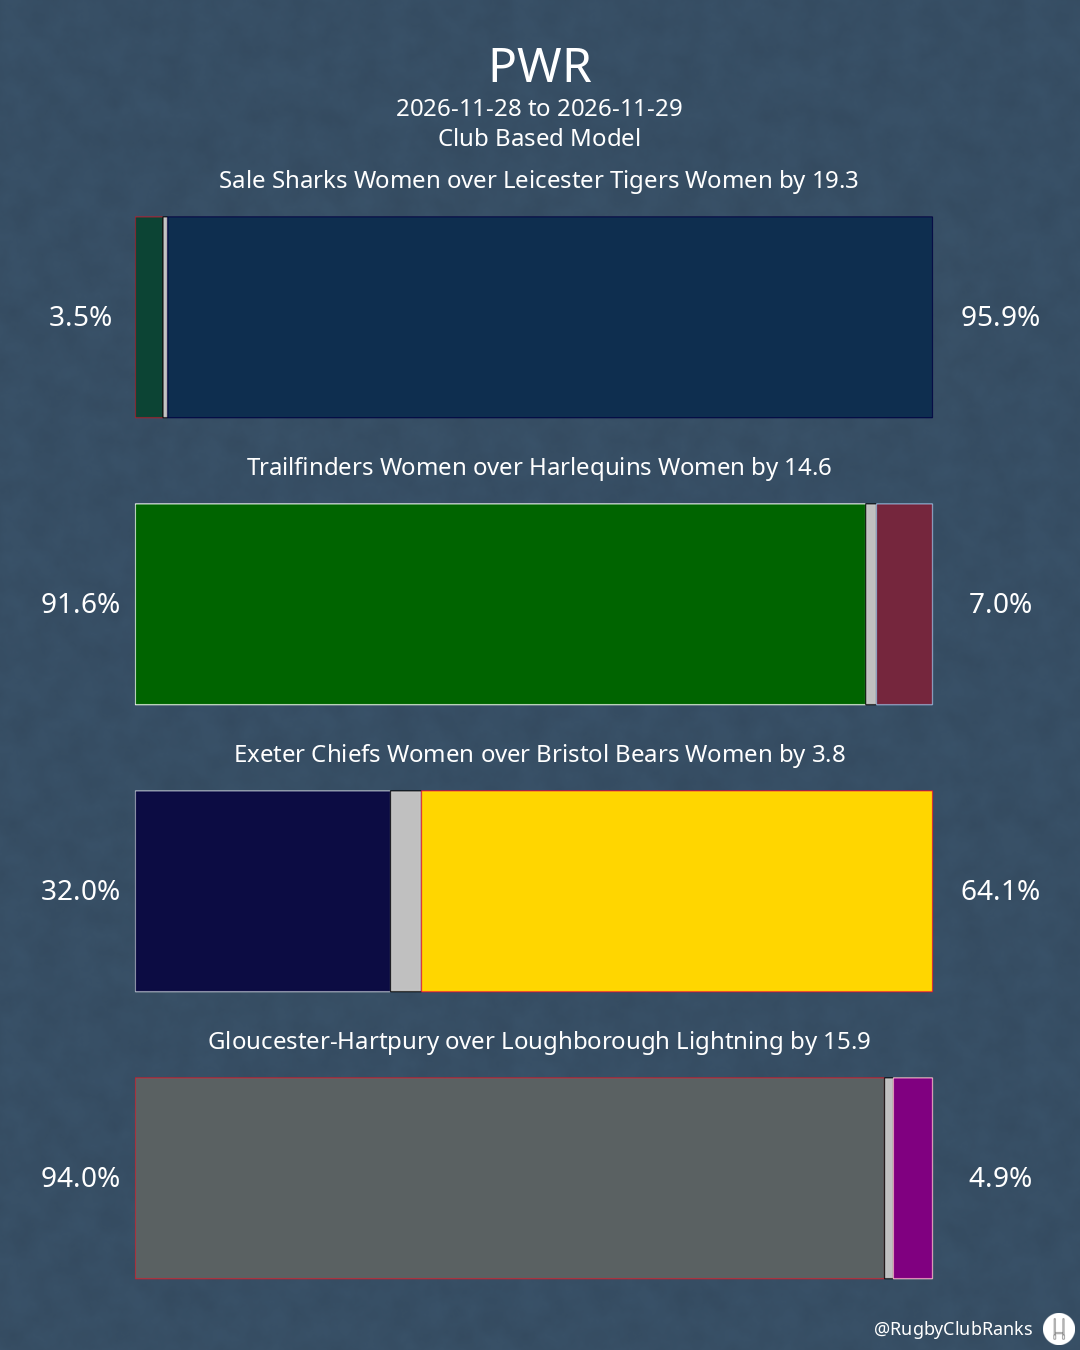 PWR
2026-11-28 to 2026-11-29
Club Based Model
Sale Sharks Women over Leicester Tigers Women by 19.3
3.5%
95.9%
Trailfinders Women over Harlequins Women by 14.6
91.6%
7.0%
Exeter Chiefs Women over Bristol Bears Women by 3.8
32.0%
64.1%
Gloucester-Hartpury over Loughborough Lightning by 15.9
94.0%
4.9%
@RugbyClubRanks